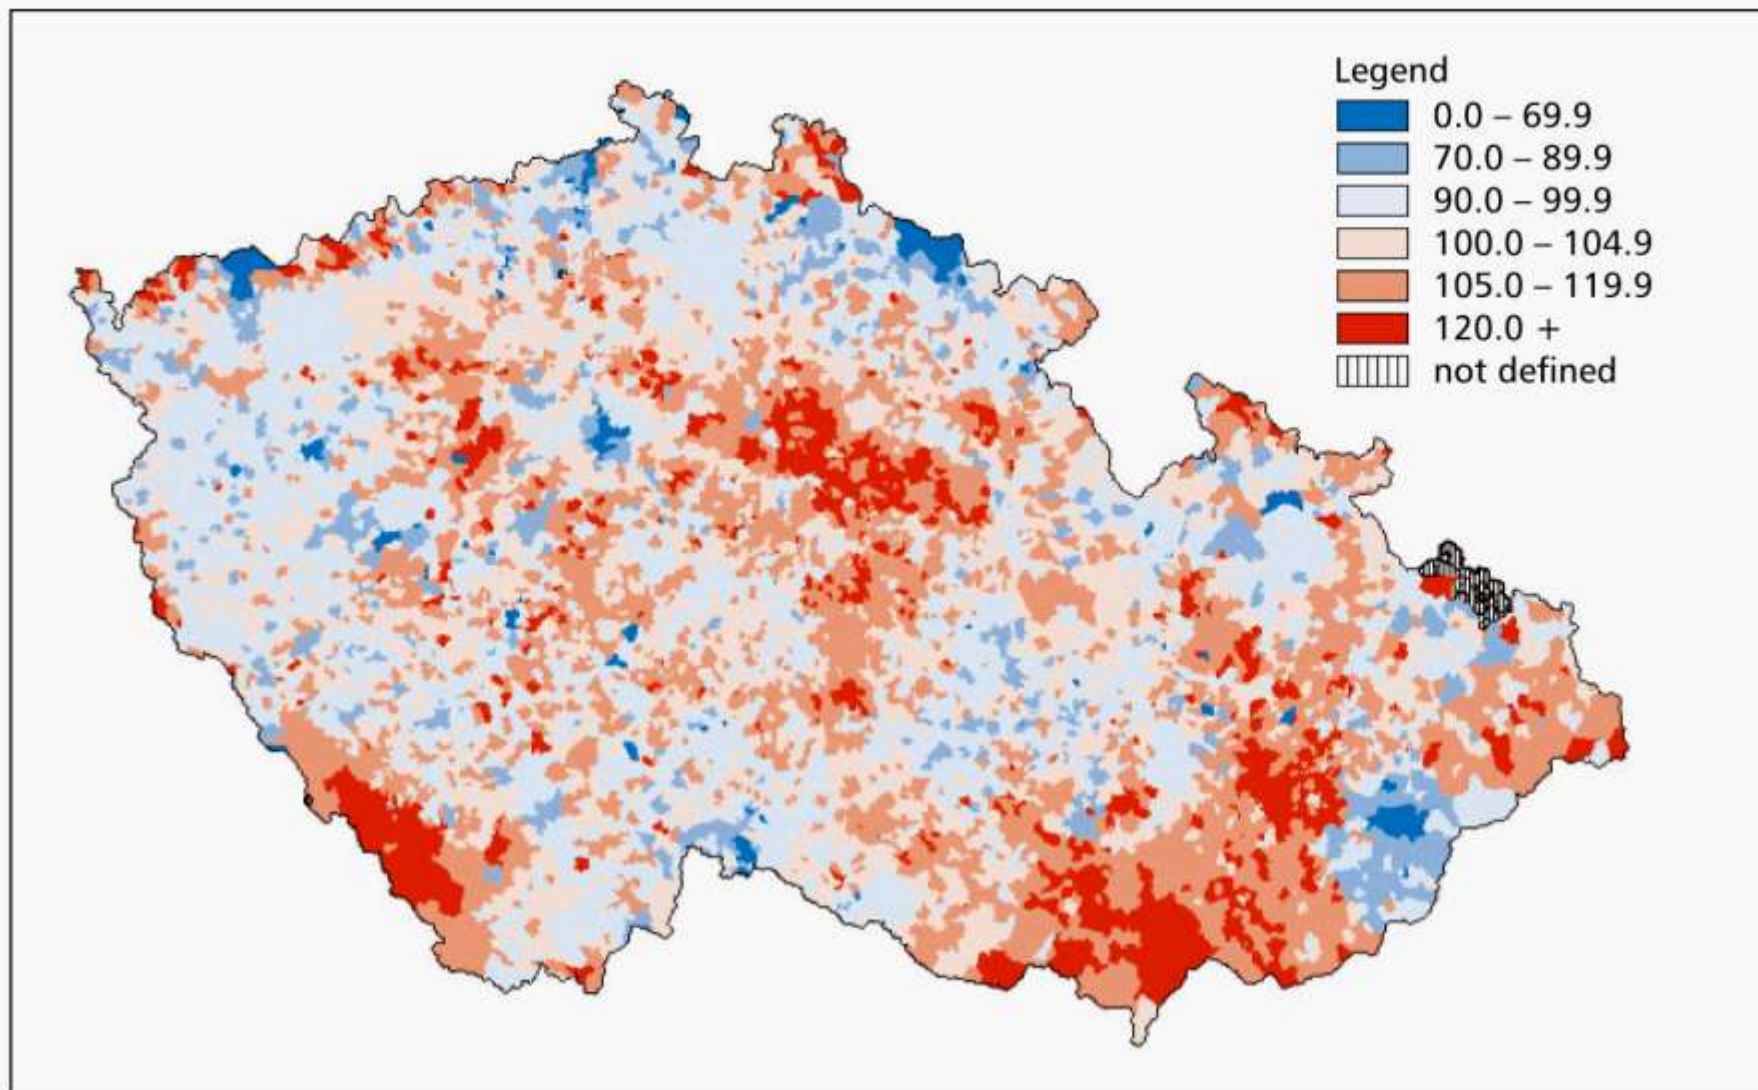 Legend
0.0 – 69.9
70.0 – 89.9
90.0 – 99.9
100.0 – 104.9
105.0 – 119.9
120.0 +
not defined